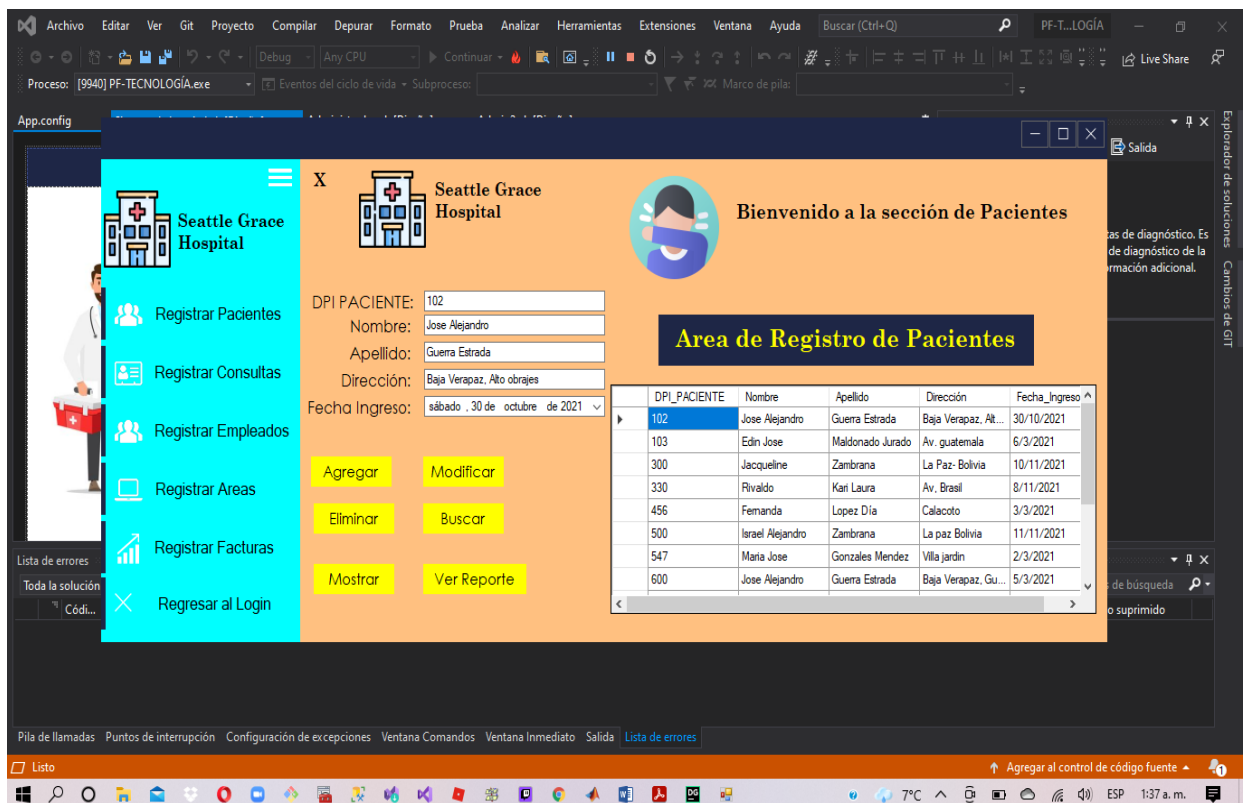 Archivo Editar Ver Git Proyecto Compilar Depurar Formato Prueba Analizar Herramientas Extensiones Ventana Ayuda Buscar (Ctrl+Q) PF-T...LOGÍA
Debug Any CPU Continuar Live Share
Proceso: [9940] PF-TECNOLOGÍA.exe Eventos del ciclo de vida Subproceso: Marco de pila:
App.config
Salida
Explorador de soluciones
Cambios de GIT
tas de diagnóstico. Es
de diagnóstico de la
rmación adicional.
Seattle Grace
Hospital
Registrar Pacientes
Registrar Consultas
Registrar Empleados
Registrar Areas
Registrar Facturas
Regresar al Login
X
Seattle Grace
Hospital
Bienvenido a la sección de Pacientes
DPI PACIENTE: 102
Nombre: Jose Alejandro
Apellido: Guerra Estrada
Dirección: Baja Verapaz, Alto obrajes
Fecha Ingreso: sábado , 30 de octubre de 2021
Agregar Modificar
Eliminar Buscar
Mostrar Ver Reporte
Area de Registro de Pacientes
DPI_PACIENTE Nombre Apellido Dirección Fecha_Ingreso
102 Jose Alejandro Guerra Estrada Baja Verapaz, Alt... 30/10/2021
103 Edin Jose Maldonado Jurado Av. guatemala 6/3/2021
300 Jacqueline Zambrana La Paz- Bolivia 10/11/2021
330 Rivaldo Kari Laura Av, Brasil 8/11/2021
456 Fernanda Lopez Día Calacoto 3/3/2021
500 Israel Alejandro Zambrana La paz Bolivia 11/11/2021
547 Maria Jose Gonzales Mendez Villa jardin 2/3/2021
600 Jose Alejandro Guerra Estrada Baja Verapaz, Gu... 5/3/2021
Lista de errores
Toda la solución
de búsqueda
Códi...
o suprimido
Pila de llamadas Puntos de interrupción Configuración de excepciones Ventana Comandos Ventana Inmediato Salida Lista de errores
Listo Agregar al control de código fuente 1
7°C ESP 1:37 a. m.